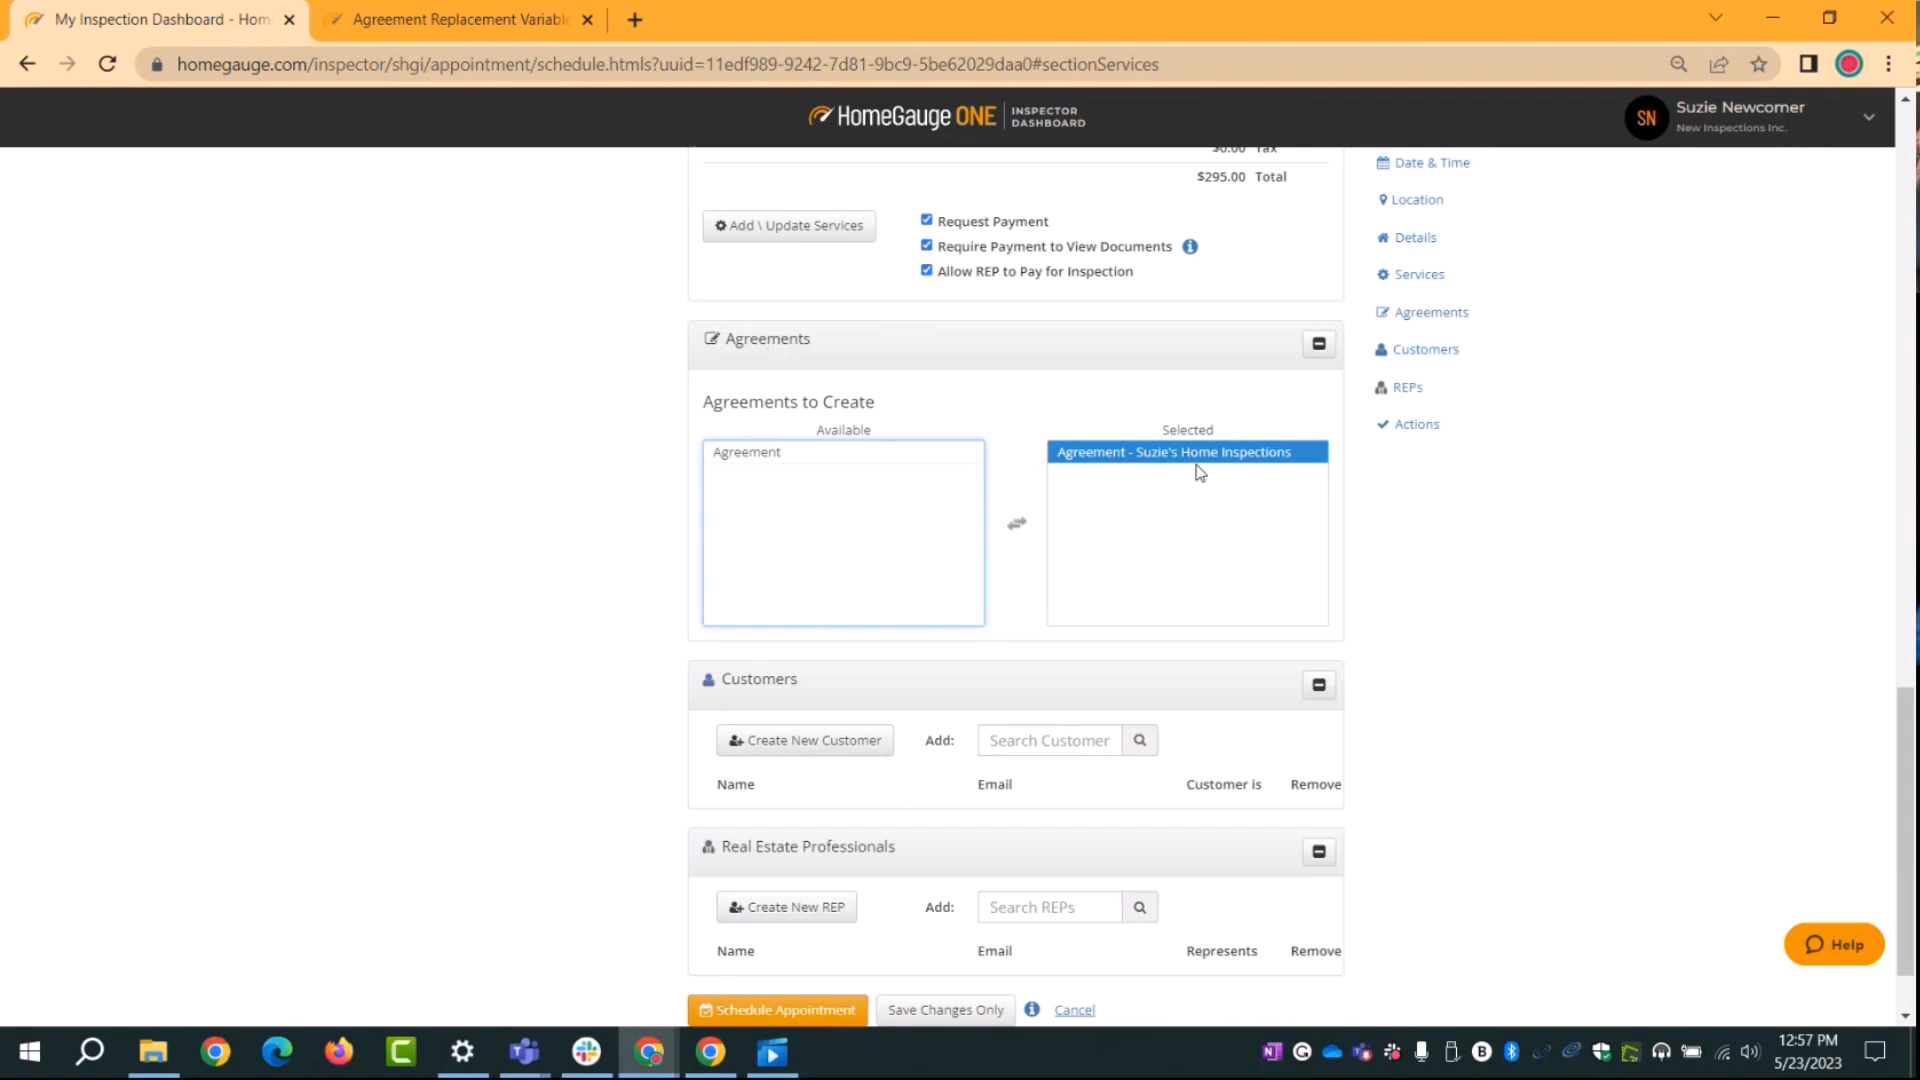 My Inspection Dashboard - Hom
Agreement Replacement Variable
homegauge.com/inspector/shgi/appointment/schedule.htmls?uuid=11edf989-9242-7d81-9bc9-5be62029daa0#sectionServices
HomeGauge ONE
INSPECTOR
DASHBOARD
SN
Suzie Newcomer
New Inspections Inc.
$0.00 Tax
$295.00 Total
Add \ Update Services
Request Payment
Require Payment to View Documents
Allow REP to Pay for Inspection
Date & Time
Location
Details
Services
Agreements
Customers
REPs
Actions
Agreements
Agreements to Create
Available
Selected
Agreement
Agreement - Suzie's Home Inspections
Customers
Create New Customer
Add:
Search Customer
Name
Email
Customer is
Remove
Real Estate Professionals
Create New REP
Add:
Search REPs
Name
Email
Represents
Remove
Schedule Appointment
Save Changes Only
Cancel
Help
12:57 PM
5/23/2023